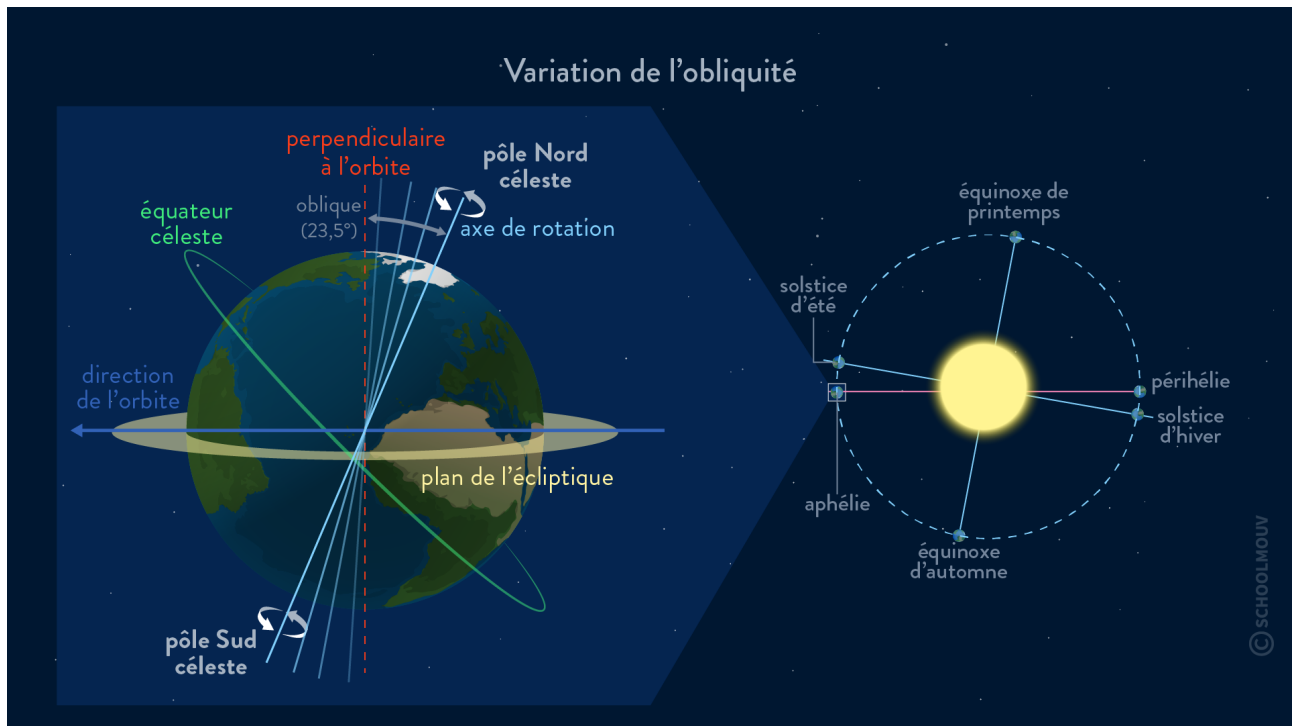 Variation de l'obliquité
perpendiculaire
à l'orbite
pôle Nord
céleste
oblique
(23,5°)
axe de rotation
équateur
céleste
direction
de l'orbite
plan de l'écliptique
pôle Sud
céleste
équinoxe de
printemps
solstice
d'été
périhélie
solstice
d'hiver
aphélie
équinoxe
d'automne
© SCHOOLMOUV